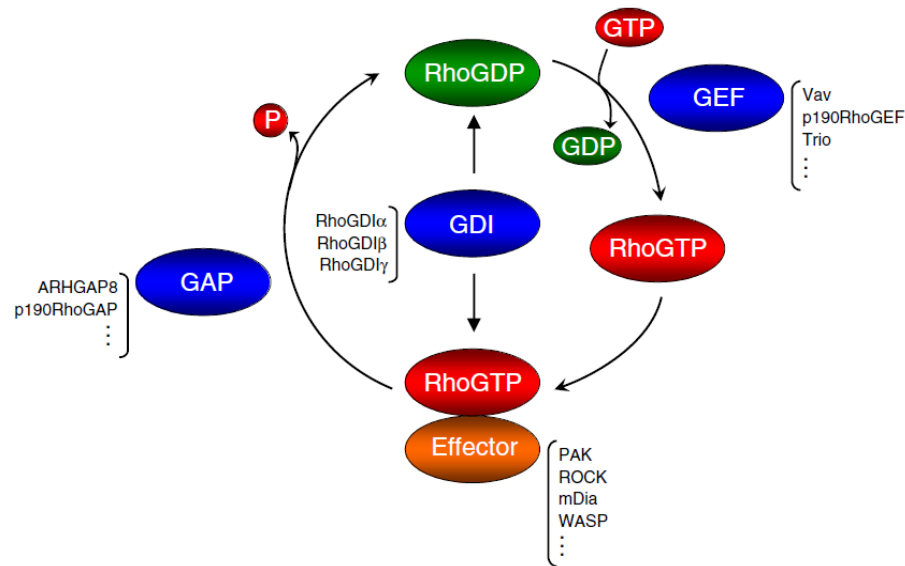 GTP
RhoGDP
GEF
Vav
p190RhoGEF
Trio
⋮
P
GDP
RhoGDIα
RhoGDIβ
RhoGDIγ
GDI
RhoGTP
GAP
ARHGAP8
p190RhoGAP
⋮
RhoGTP
Effector
PAK
ROCK
mDia
WASP
⋮